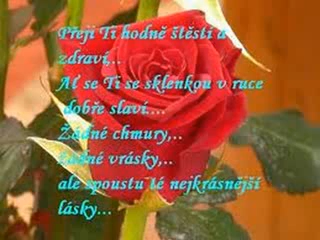 Přeji Ti hodně štěstí a
zdraví,..
Ať se Ti se sklenkou v ruce
dobře slaví....
Žádné chmury,..
žádné vrásky,..
ale spoustu té nejkrásnější
lásky...